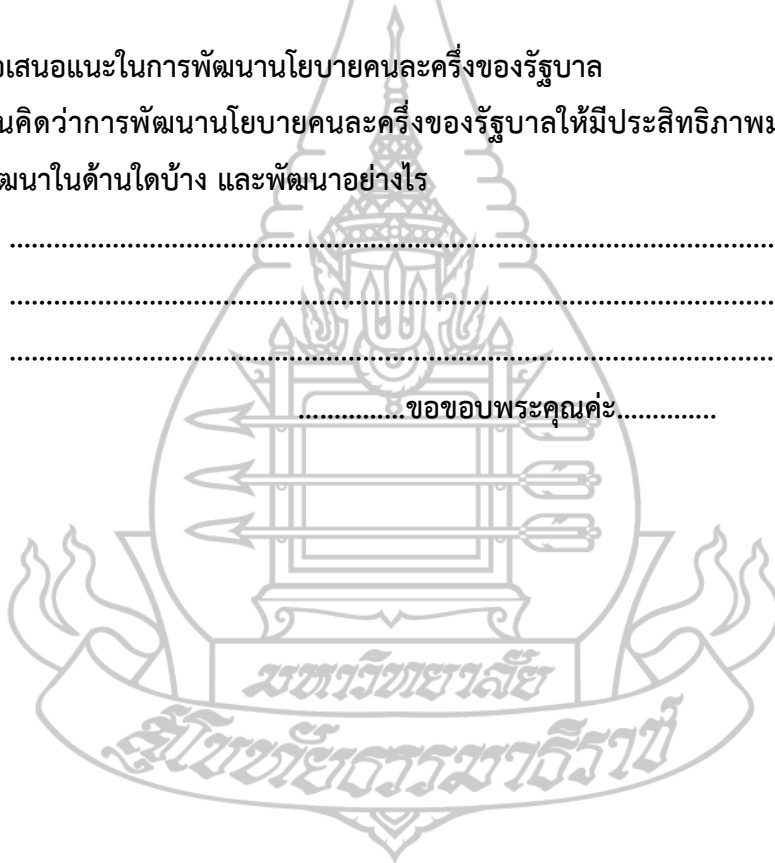 อเสนอแนะในการพัฒนานโยบายคนละครึ่งของรัฐบาล
นคิดว่าการพัฒนานโยบายคนละครึ่งของรัฐบาลให้มีประสิทธิภาพม
ฒนาในด้านใดบ้าง และพัฒนาอย่างไร
................................................................................................
................................................................................................
................................................................................................
...............ขอขอบพระคุณค่ะ..............
มหาวิทยาลัย
สุโขทัยธรรมาธิราช